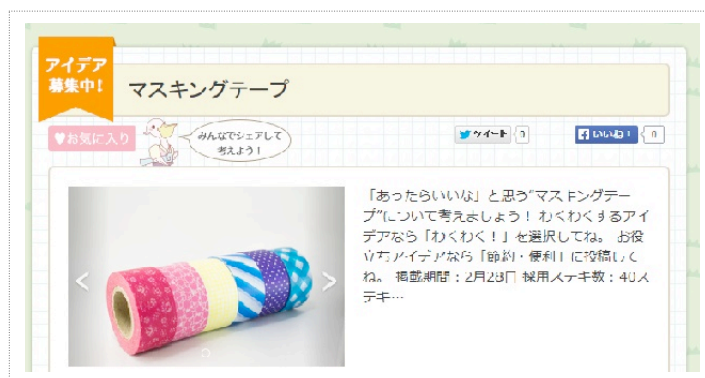 アイデア
募集中!
マスキングテープ
♥お気に入り
みんなでシェアして
考えよう!
ツイート 0
いいね! 0
「あったらいいな」と思う"マスキングテー
プ"について考えましょう! わくわくするアイ
デアなら「わくわく!」を選択してね。 お役
立ちアイデアなら「節約・便利」に投稿して
ね。 掲載期間:2月28日 採用ステキ数:40ス
テキ…